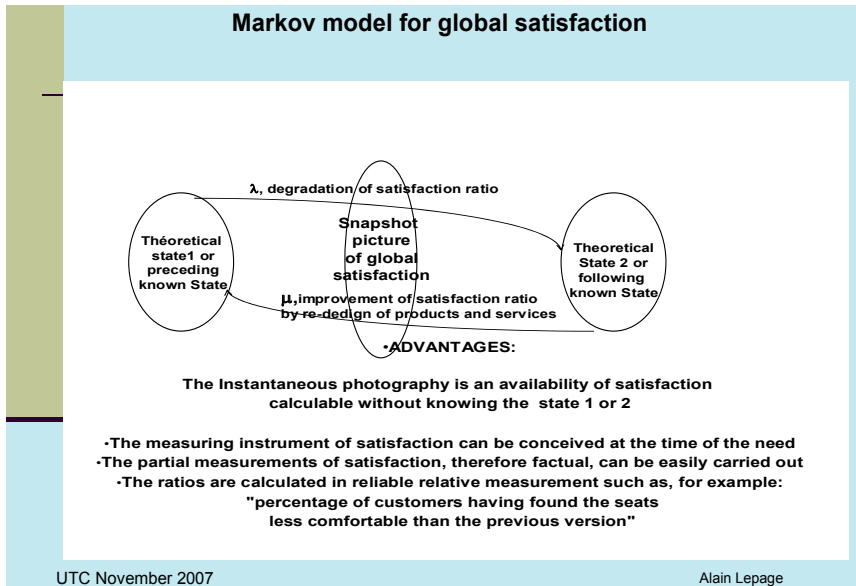 Markov model for global satisfaction
λ, degradation of satisfaction ratio
Snapshot
picture
of global
satisfaction
Théoretical
state1 or
preceding
known State
Theoretical
State 2 or
following
known State
μ,improvement of satisfaction ratio
by re-dedign of products and services
•ADVANTAGES:
The Instantaneous photography is an availability of satisfaction
calculable without knowing the state 1 or 2
•The measuring instrument of satisfaction can be conceived at the time of the need
•The partial measurements of satisfaction, therefore factual, can be easily carried out
•The ratios are calculated in reliable relative measurement such as, for example:
"percentage of customers having found the seats
less comfortable than the previous version"
UTC November 2007
Alain Lepage